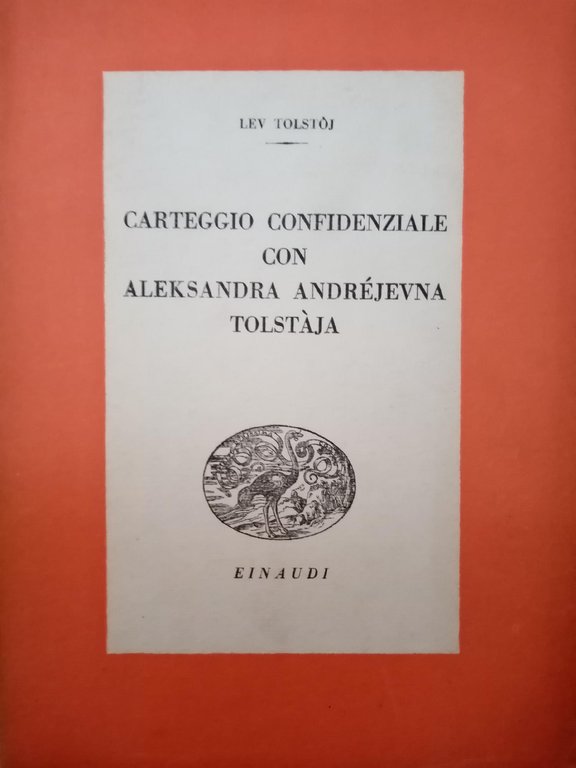 LEV TOLSTÒJ
CARTEGGIO CONFIDENZIALE
CON
ALEKSANDRA ANDRÉJEVNA
TOLSTÀJA
EINAUDI